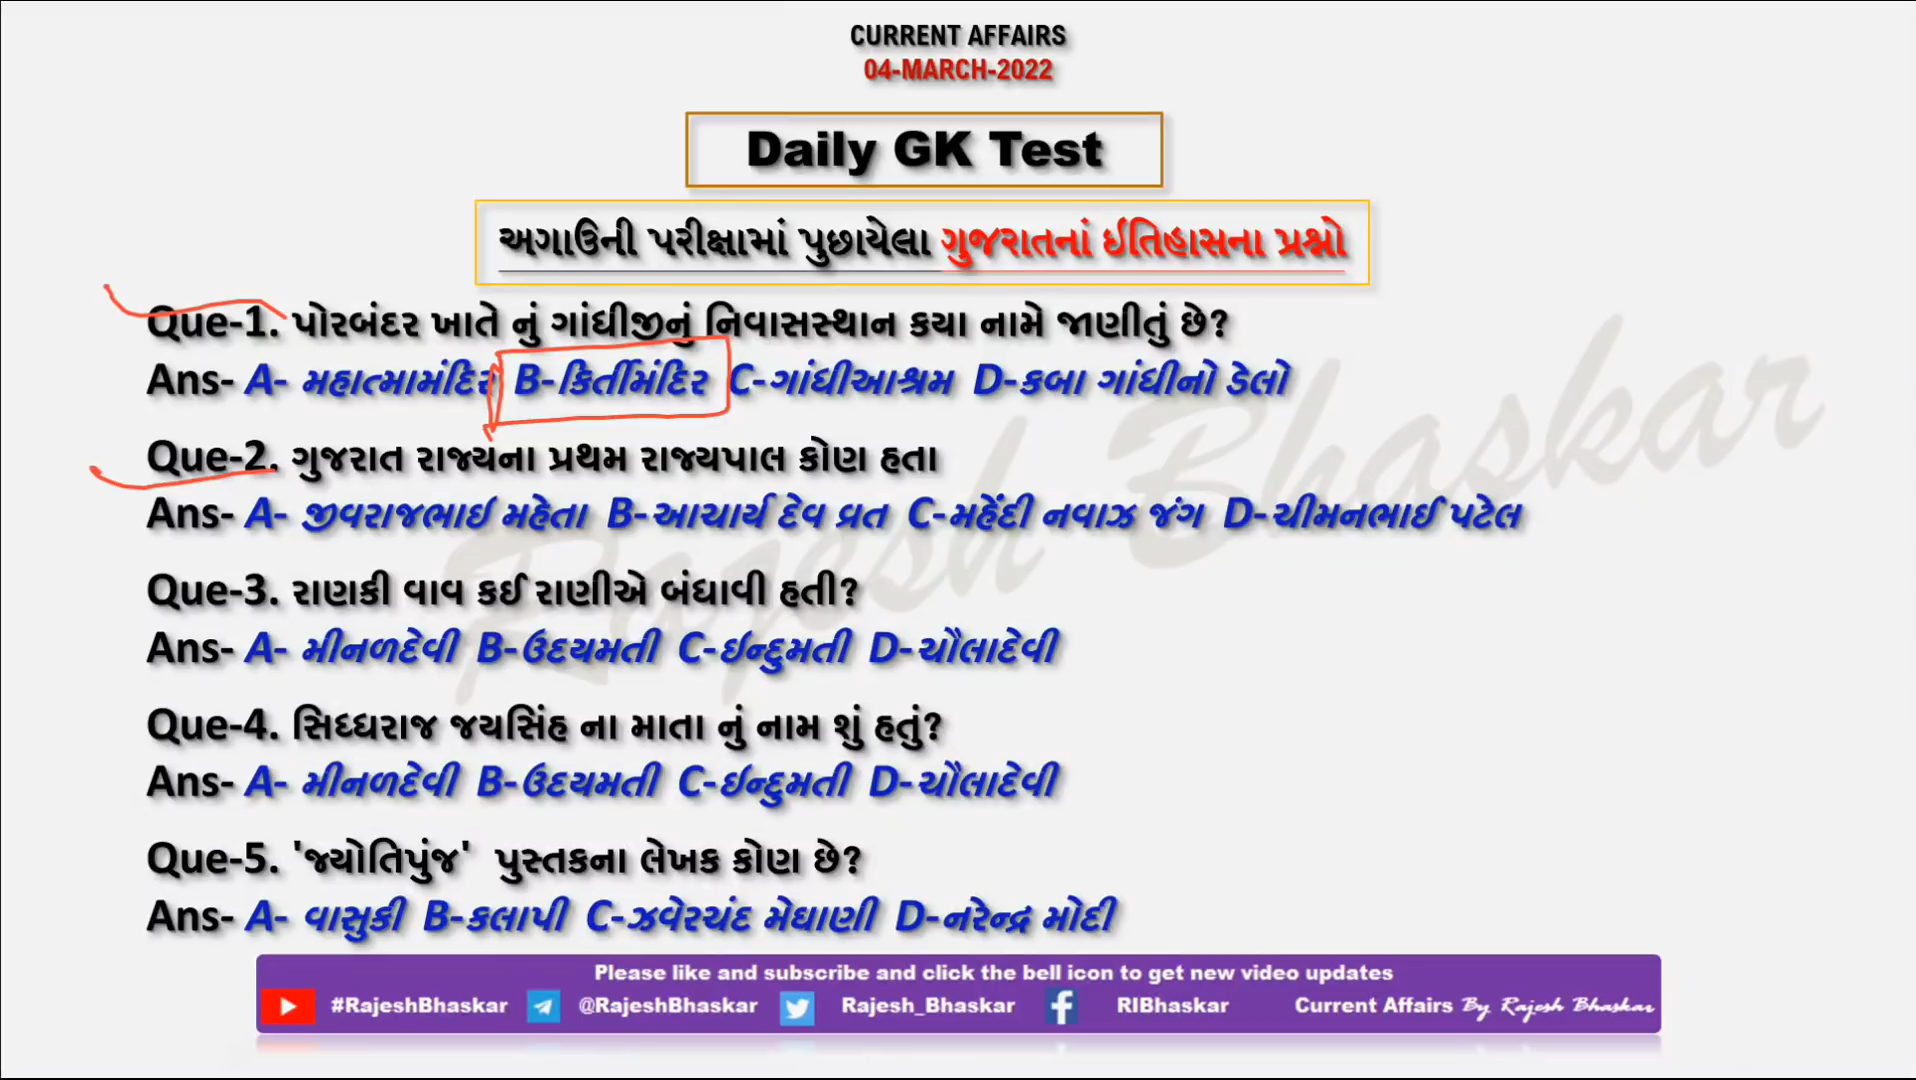 CURRENT AFFAIRS
04-MARCH-2022
Daily GK Test
અગાઉની પરીક્ષામાં પુછાયેલા ગુજરાતનાં ઈતિહાસના પ્રશ્નો
Que-1. પોરબંદર ખાતે નું ગાંધીજીનું નિવાસસ્થાન કયા નામે જાણીતું છે?
Ans- A- મહાત્મામંદિર B-કિર્તીમંદિર C-ગાંધીઆશ્રમ D-કબા ગાંધીનો ડેલો
Que-2. ગુજરાત રાજ્યના પ્રથમ રાજ્યપાલ કોણ હતા
Ans- A- જીવરાજભાઈ મહેતા B-આચાર્ય દેવ વ્રત C-મહેંદી નવાઝ જંગ D-ચીમનભાઈ પટેલ
Que-3. રાણકી વાવ કઈ રાણીએ બંધાવી હતી?
Ans- A- મીનળદેવી B-ઉદયમતી C-ઇન્દુમતી D-ચૌલાદેવી
Que-4. સિધ્ધરાજ જયસિંહ ના માતા નું નામ શું હતું?
Ans- A- મીનળદેવી B-ઉદયમતી C-ઇન્દુમતી D-ચૌલાદેવી
Que-5. 'જ્યોતિપુંજ' પુસ્તકના લેખક કોણ છે?
Ans- A- વાસુકી B-કલાપી C-ઝવેરચંદ મેઘાણી D-નરેન્દ્ર મોદી
Rajesh Bhaskar
Please like and subscribe and click the bell icon to get new video updates
#RajeshBhaskar @RajeshBhaskar Rajesh_Bhaskar RIBhaskar Current Affairs By Rajesh Bhaskar